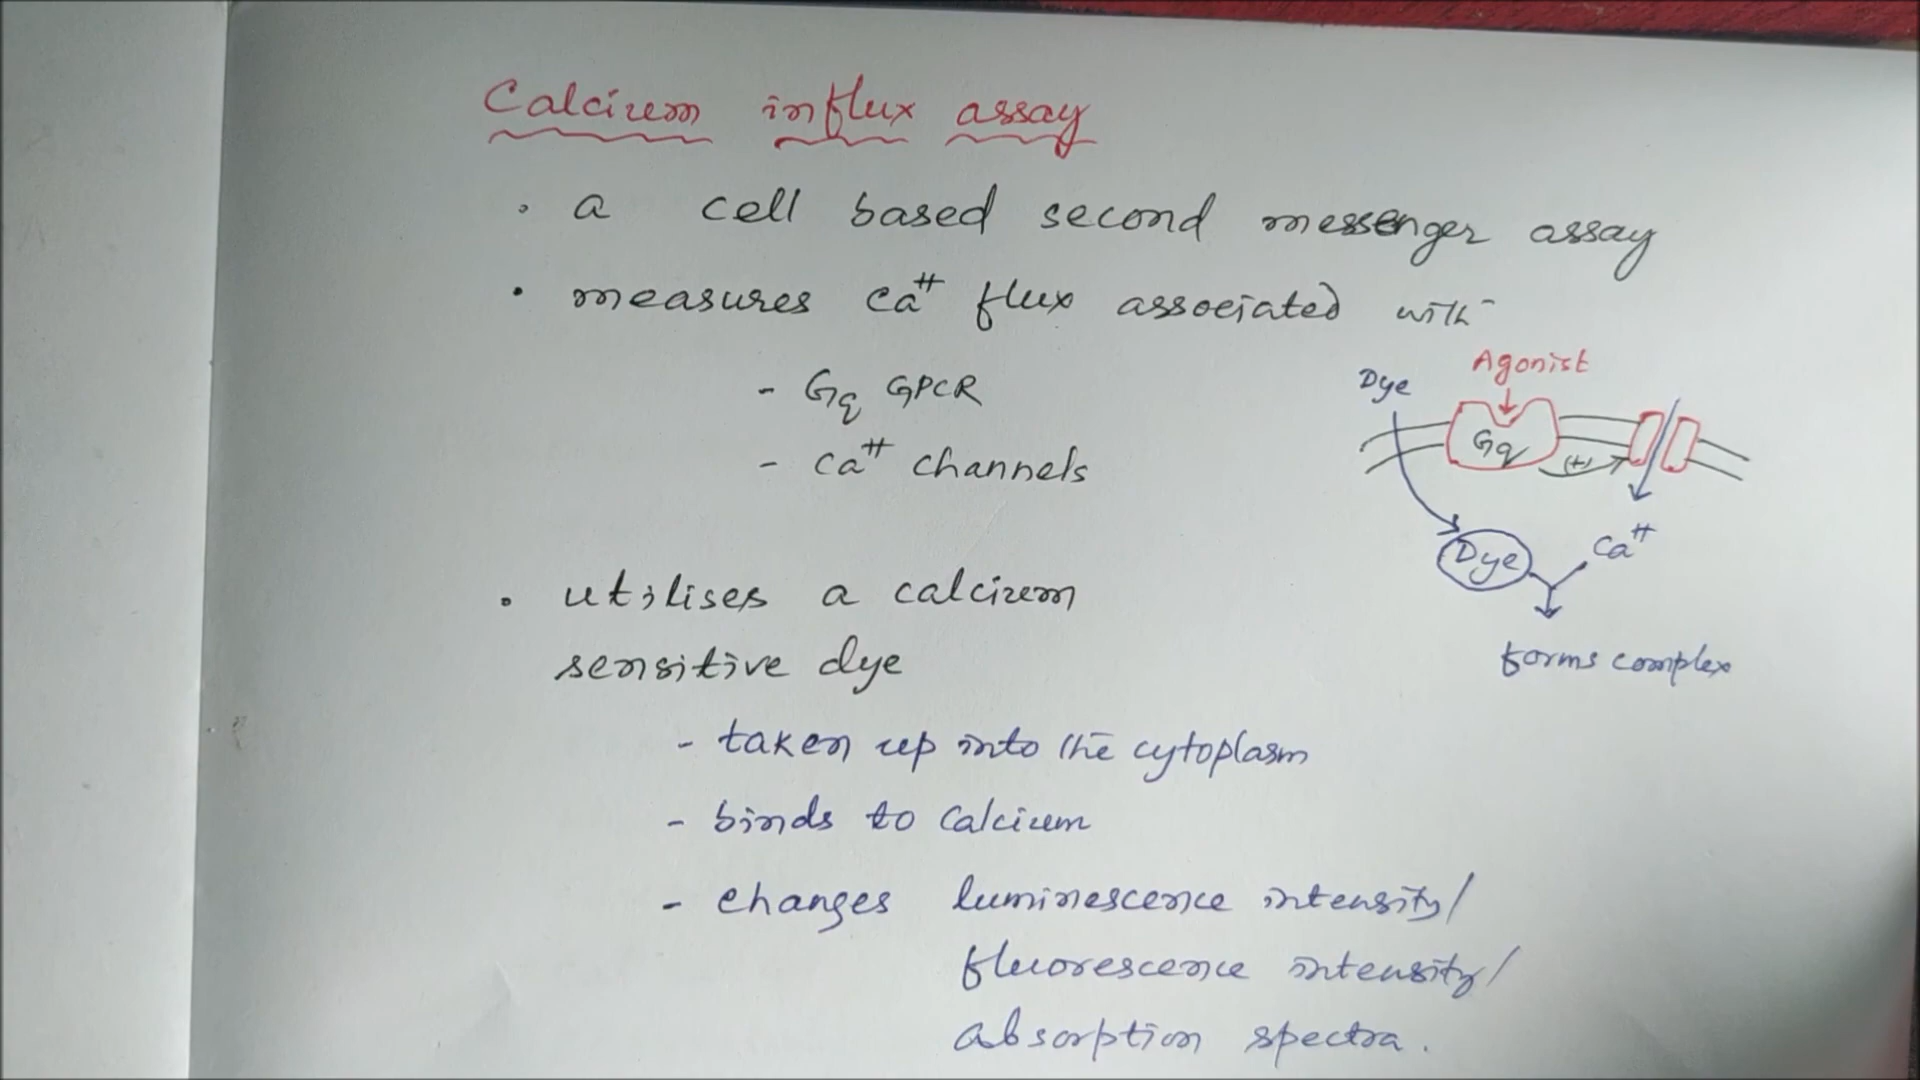 Calcium influx assay
• a cell based second messenger assay
• measures Ca++ flux associated with
- Gq GPCR
- Ca++ channels
Agonist
Dye
Gq
(+)
Dye
Ca++
forms complex
• utilises a calcium
sensitive dye
- taken up into the cytoplasm
- binds to calcium
- changes luminescence intensity/
fluorescence intensity/
absorption spectra.